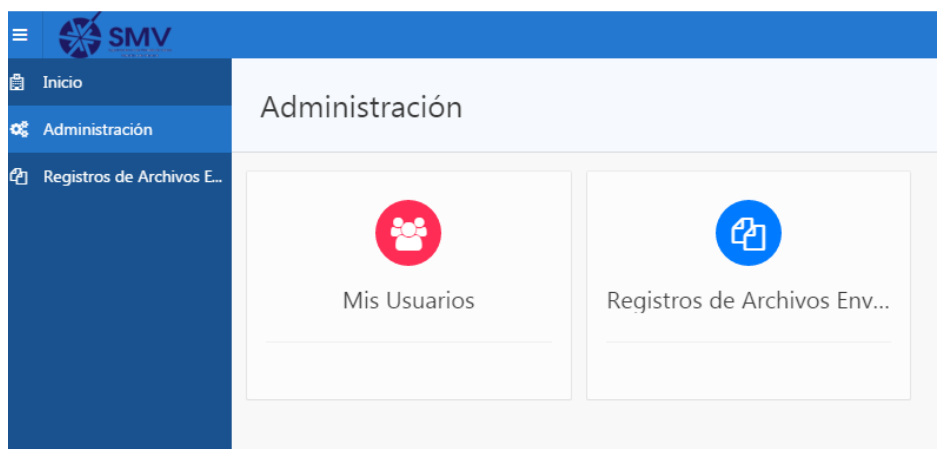 SMV
Inicio
Administración
Registros de Archivos E...
Administración
Mis Usuarios
Registros de Archivos Env...